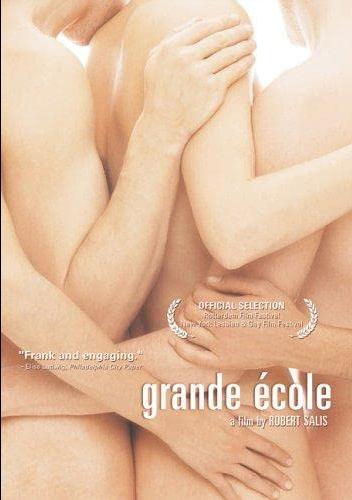 OFFICIAL SELECTION
Rotterdam Film Festival
New York Lesbian & Gay Film Festival
"Frank and engaging."
– Elisa Ludwig, Philadelphia City Paper
grande école
a film by ROBERT SALIS